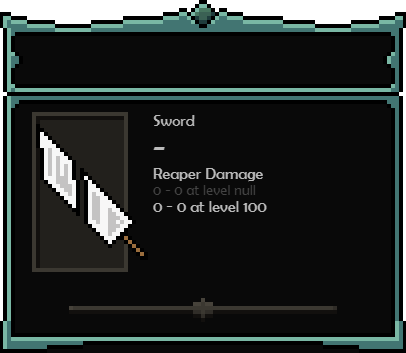 Sword
–
Reaper Damage
0 - 0 at level null
0 - 0 at level 100